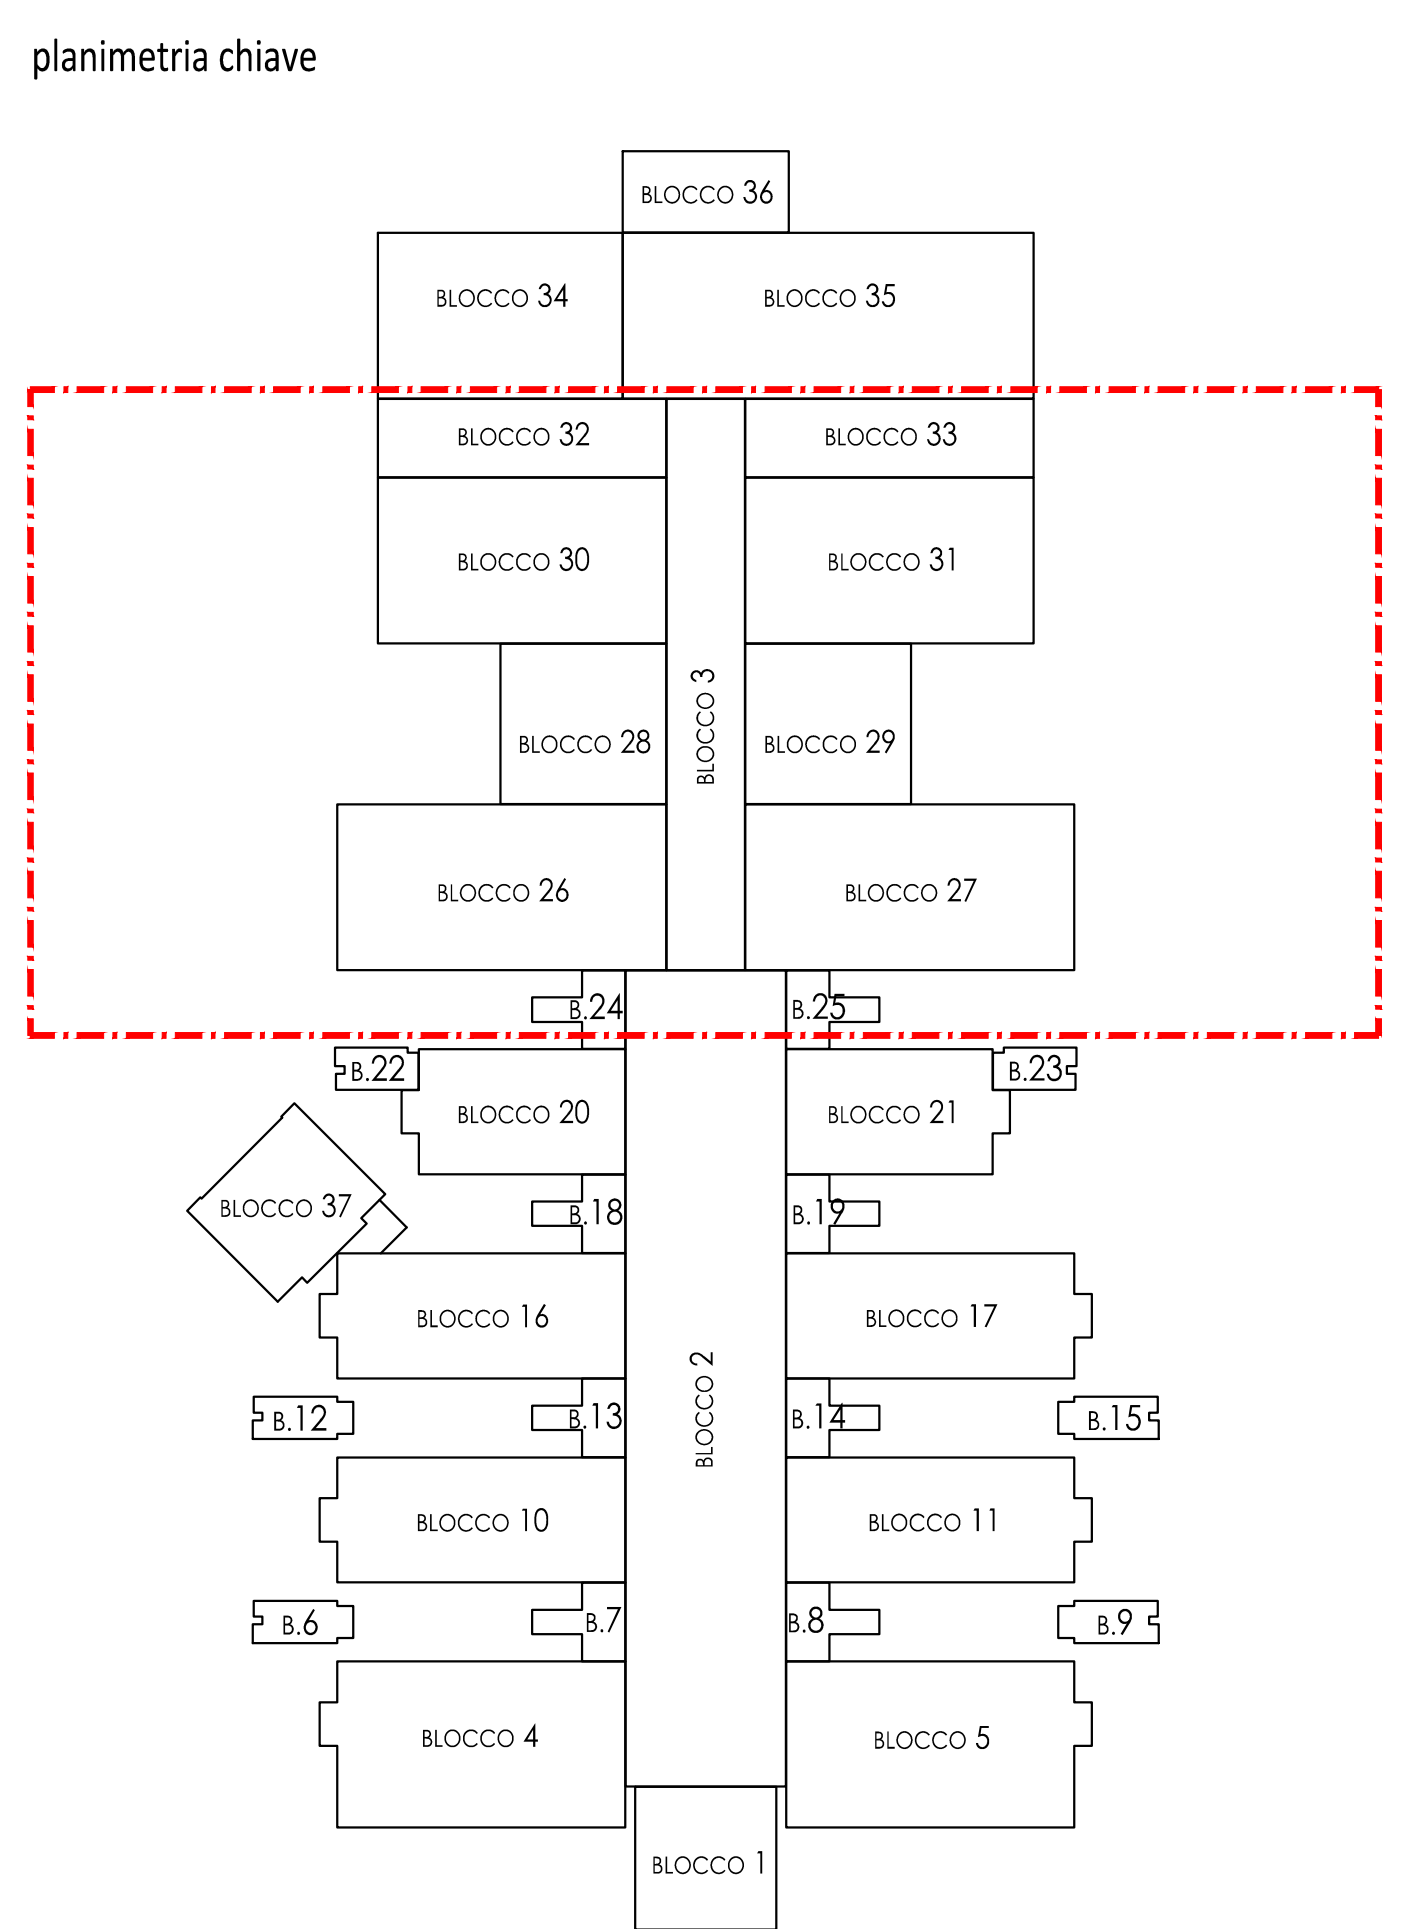 planimetria chiave
BLOCCO 36
BLOCCO 34
BLOCCO 35
BLOCCO 32
BLOCCO 33
BLOCCO 30
BLOCCO 31
BLOCCO 3
BLOCCO 28
BLOCCO 29
BLOCCO 26
BLOCCO 27
B.24
B.25
B.22
B.23
BLOCCO 20
BLOCCO 21
BLOCCO 37
B.18
B.19
BLOCCO 16
BLOCCO 17
BLOCCO 2
B.12
B.13
B.14
B.15
BLOCCO 10
BLOCCO 11
B.6
B.7
B.8
B.9
BLOCCO 4
BLOCCO 5
BLOCCO 1